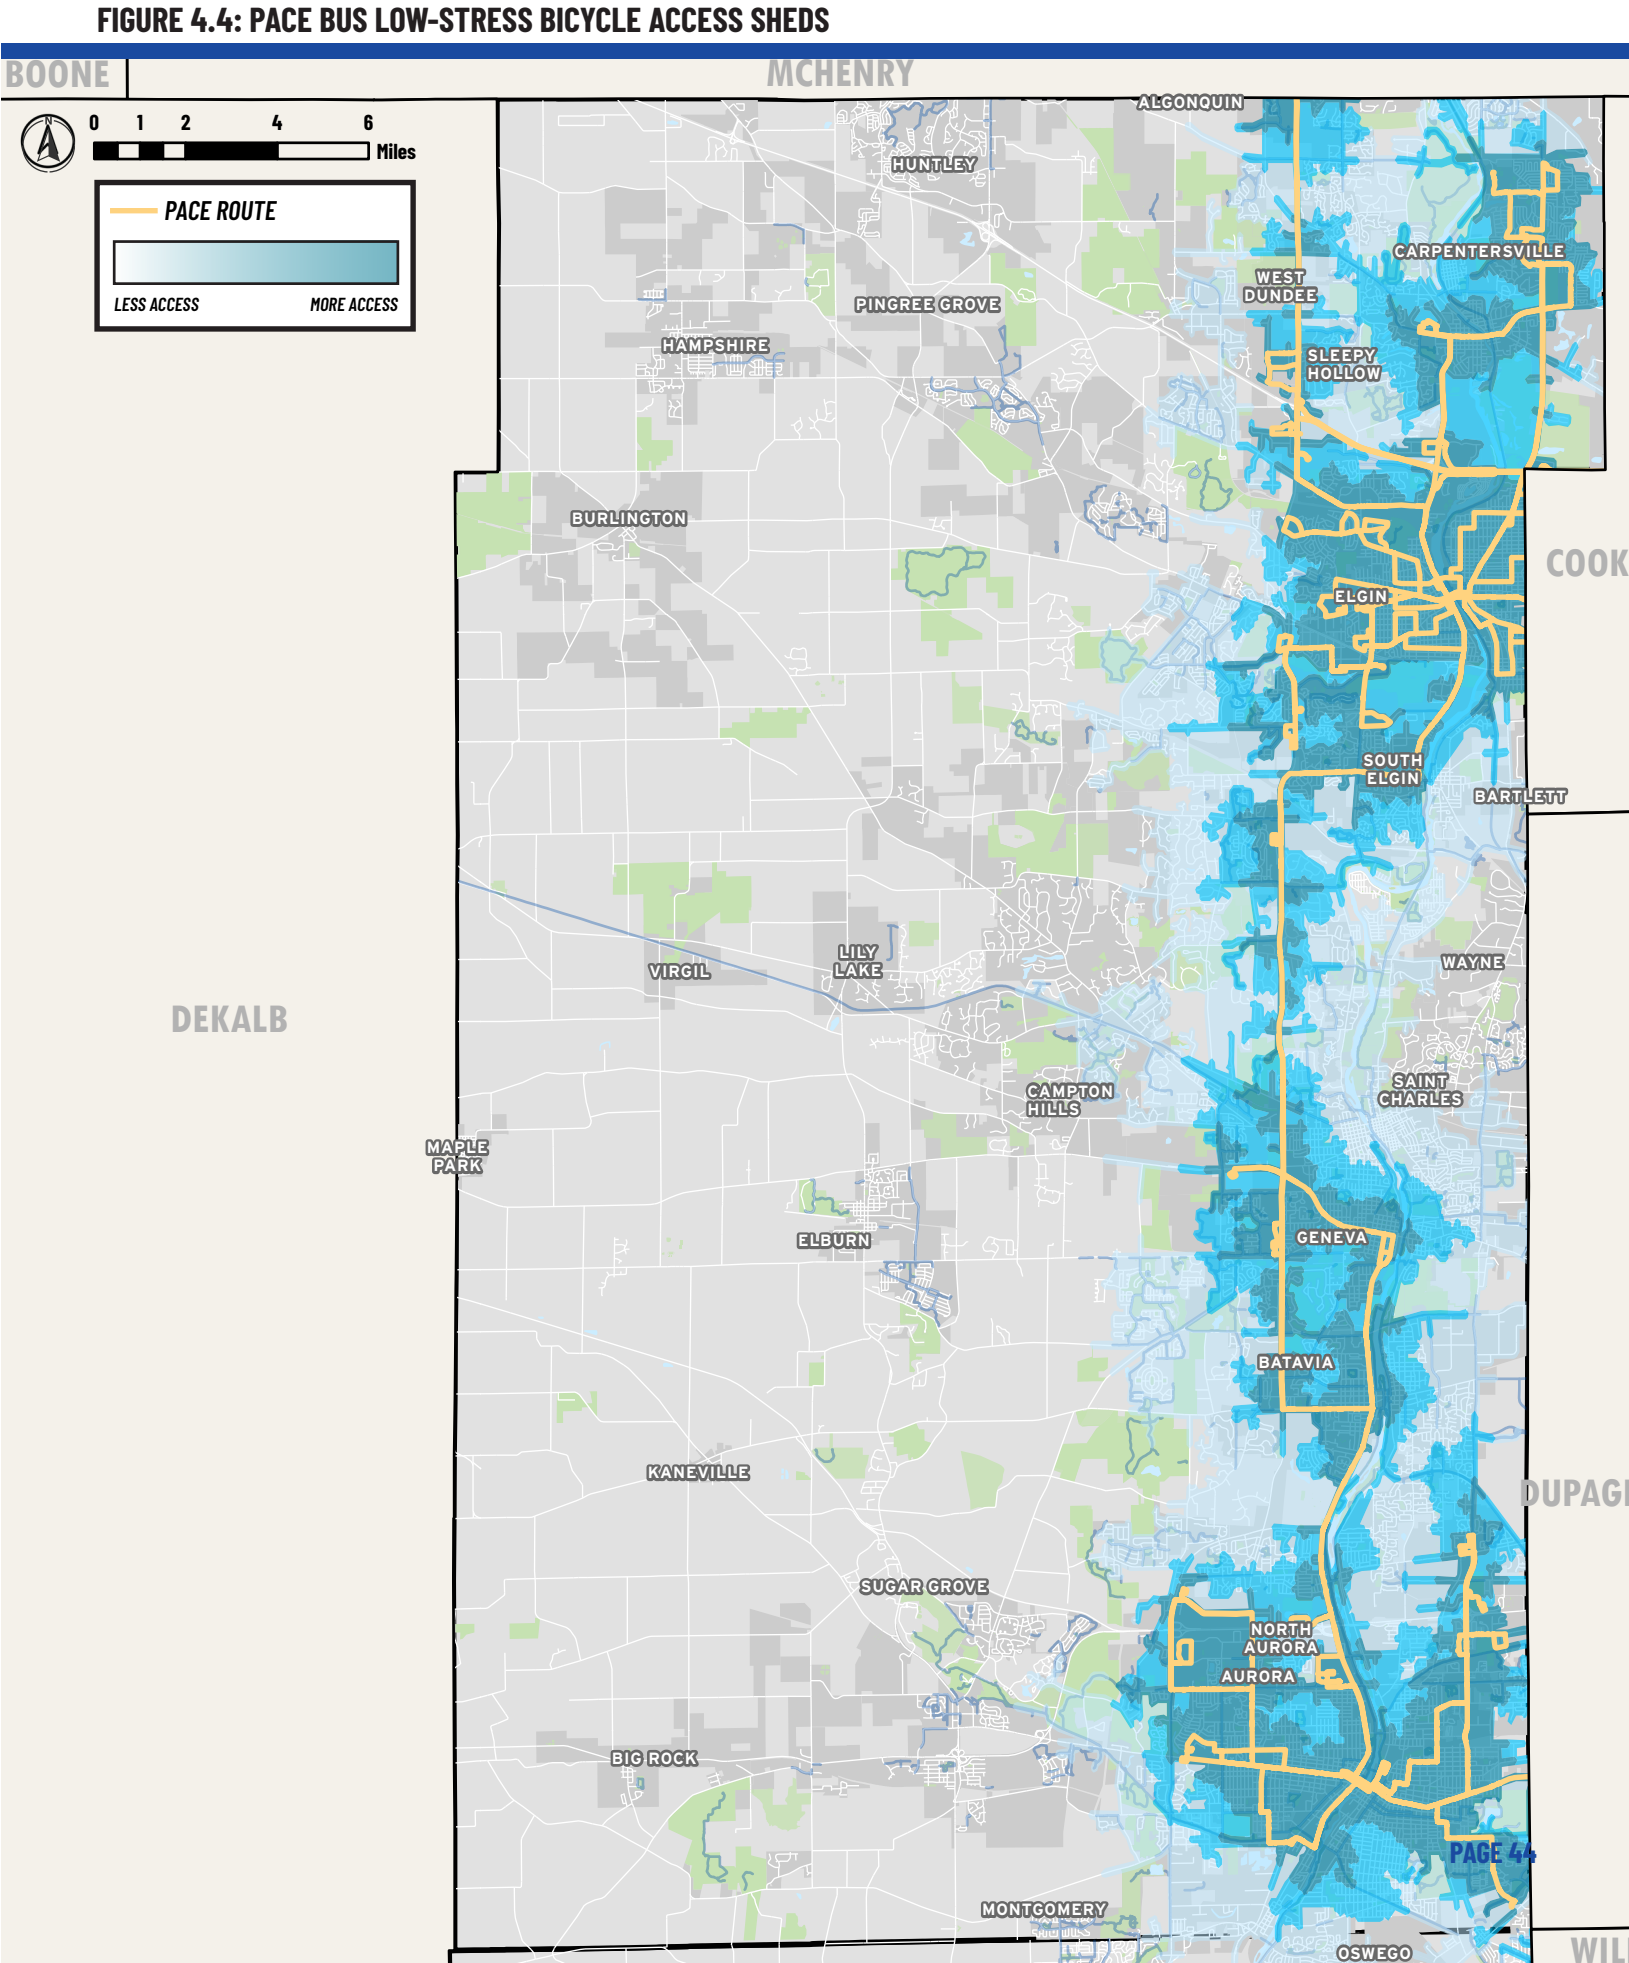 FIGURE 4.4: PACE BUS LOW-STRESS BICYCLE ACCESS SHEDS
BOONE
MCHENRY
ALGONQUIN
N
0 1 2 4 6
Miles
HUNTLEY
PACE ROUTE
LESS ACCESS MORE ACCESS
CARPENTERSVILLE
WEST
DUNDEE
PINGREE GROVE
HAMPSHIRE
SLEEPY
HOLLOW
BURLINGTON
COOK
ELGIN
SOUTH
ELGIN
BARTLETT
LILY
LAKE
VIRGIL
WAYNE
DEKALB
CAMPTON
HILLS
SAINT
CHARLES
MAPLE
PARK
ELBURN
GENEVA
BATAVIA
KANEVILLE
DUPAGE
SUGAR GROVE
NORTH
AURORA
AURORA
BIG ROCK
PAGE 44
MONTGOMERY
OSWEGO
WIL